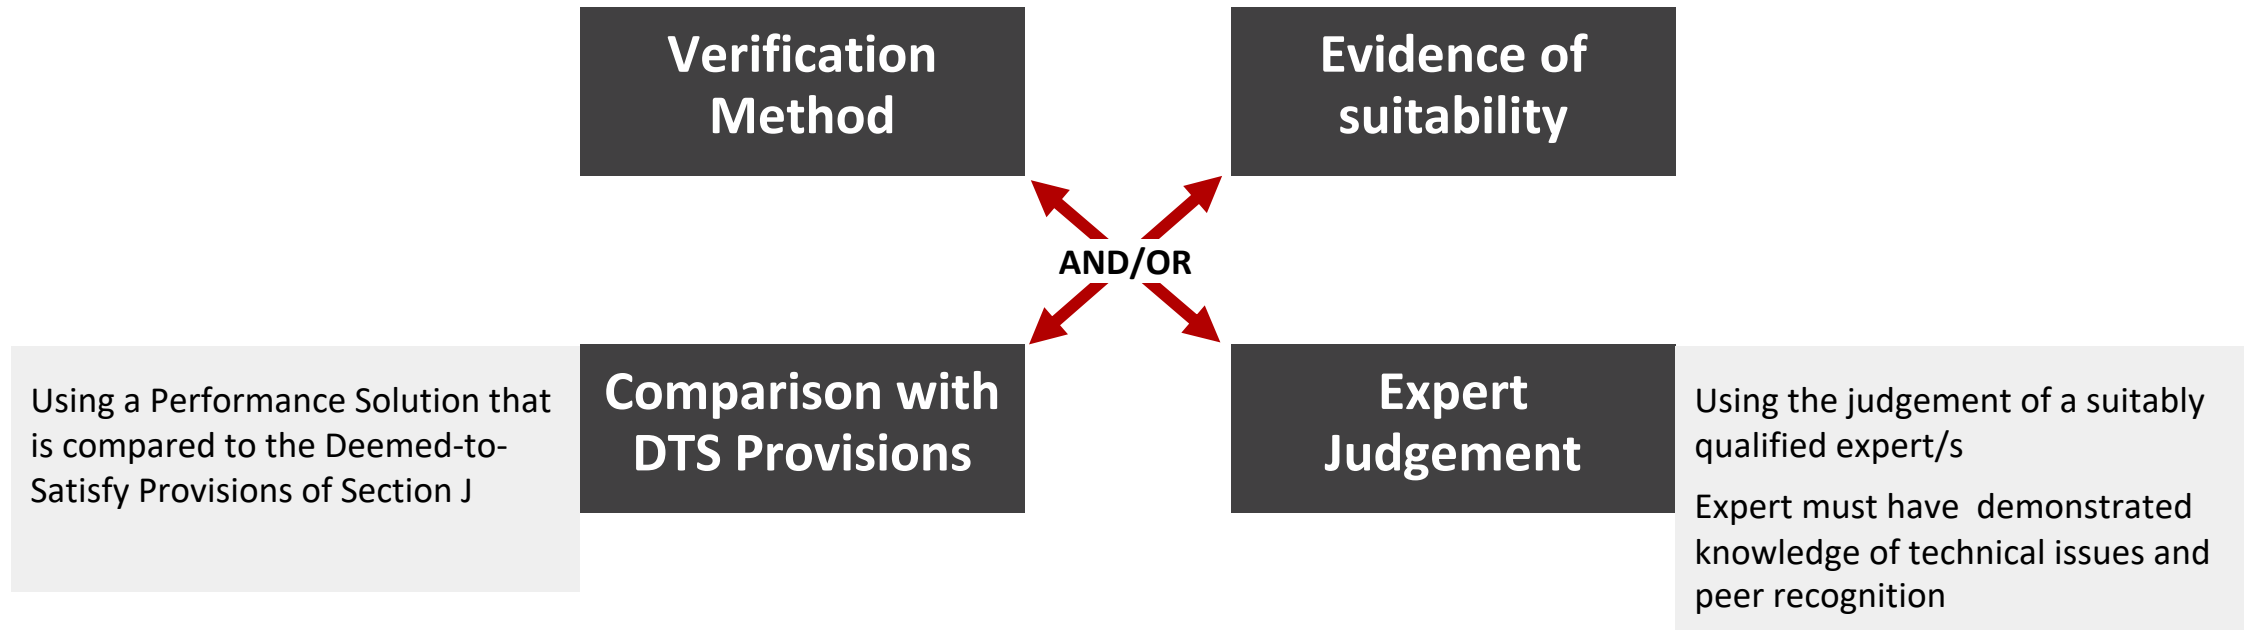 Verification
Method
Evidence of
suitability
AND/OR
Using a Performance Solution that
is compared to the Deemed-to-
Satisfy Provisions of Section J
Comparison with
DTS Provisions
Expert
Judgement
Using the judgement of a suitably
qualified expert/s
Expert must have  demonstrated
knowledge of technical issues and
peer recognition